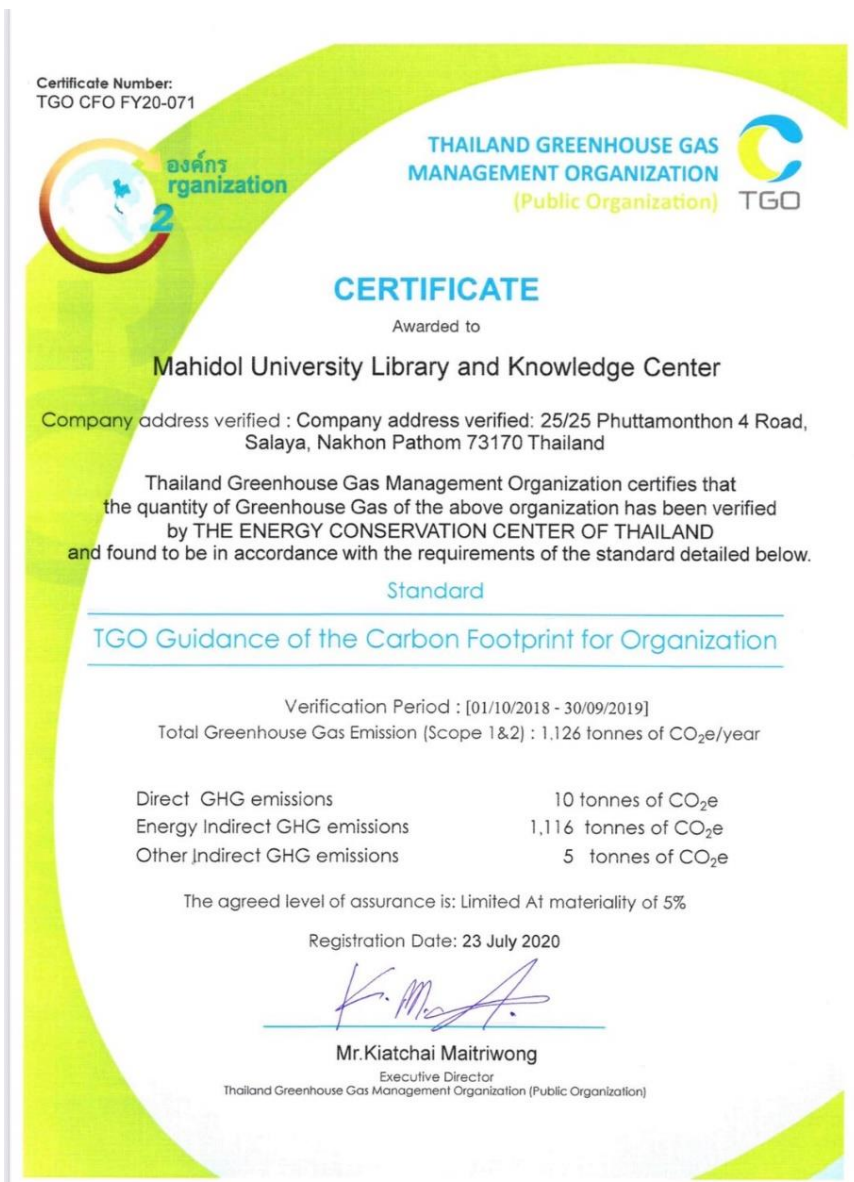 Certificate Number:
TGO CFO FY20-071
องค์กร
rganization
2
THAILAND GREENHOUSE GAS
MANAGEMENT ORGANIZATION
(Public Organization)
TGO
CERTIFICATE
Awarded to
Mahidol University Library and Knowledge Center
Company address verified : Company address verified: 25/25 Phuttamonthon 4 Road,
Salaya, Nakhon Pathom 73170 Thailand
Thailand Greenhouse Gas Management Organization certifies that
the quantity of Greenhouse Gas of the above organization has been verified
by THE ENERGY CONSERVATION CENTER OF THAILAND
and found to be in accordance with the requirements of the standard detailed below.
Standard
TGO Guidance of the Carbon Footprint for Organization
Verification Period : [01/10/2018 - 30/09/2019]
Total Greenhouse Gas Emission (Scope 1&2) : 1,126 tonnes of CO₂e/year
Direct GHG emissions 10 tonnes of CO₂e
Energy Indirect GHG emissions 1,116 tonnes of CO₂e
Other Indirect GHG emissions 5 tonnes of CO₂e
The agreed level of assurance is: Limited At materiality of 5%
Registration Date: 23 July 2020
Mr.Kiatchai Maitriwong
Executive Director
Thailand Greenhouse Gas Management Organization (Public Organization)